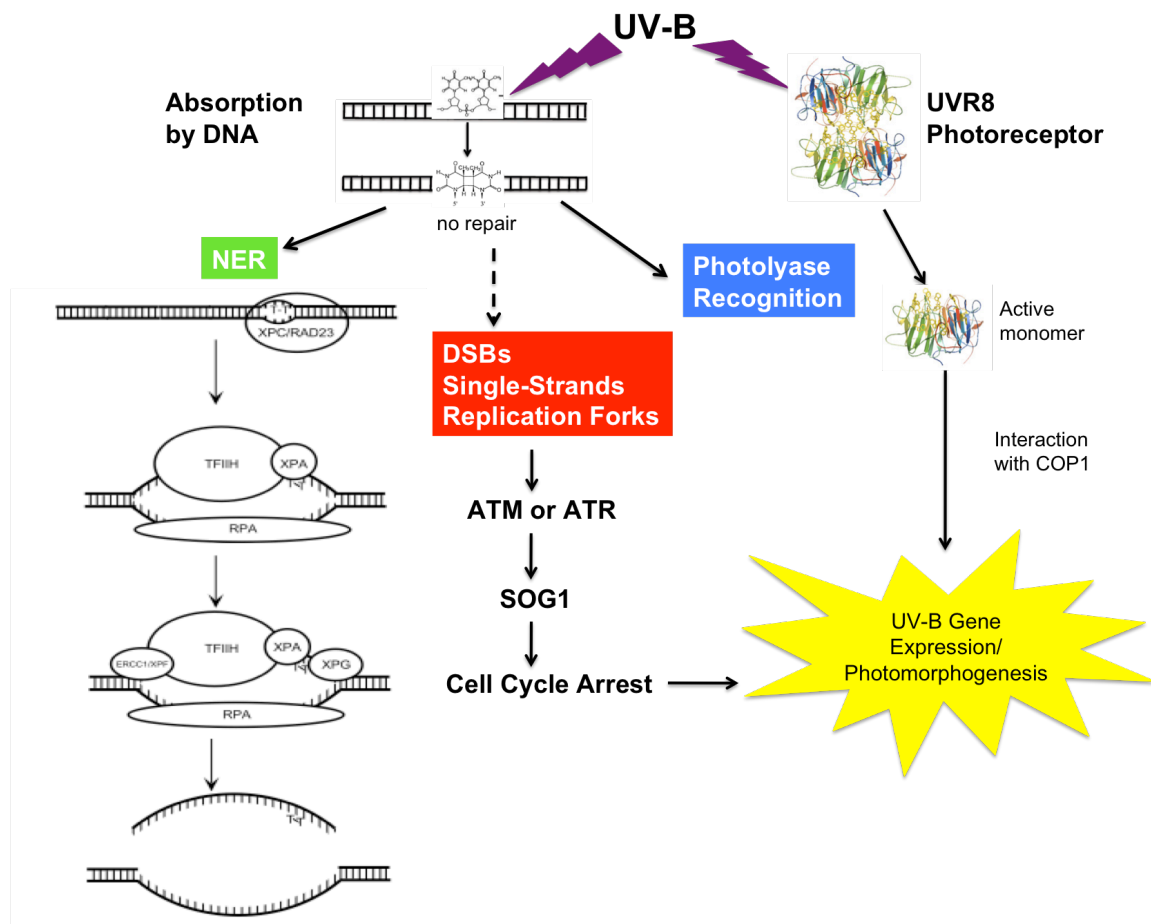 UV-B
Absorption
by DNA
UVR8
Photoreceptor
5'
3'
no repair
NER
Photolyase
Recognition
XPC/RAD23
Active
monomer
DSBs
Single-Strands
Replication Forks
TFIIH
XPA
RPA
Interaction
with COP1
ATM or ATR
SOG1
Cell Cycle Arrest
ERCC1/XPF
TFIIH
XPA
XPG
RPA
UV-B Gene
Expression/
Photomorphogenesis
T-T